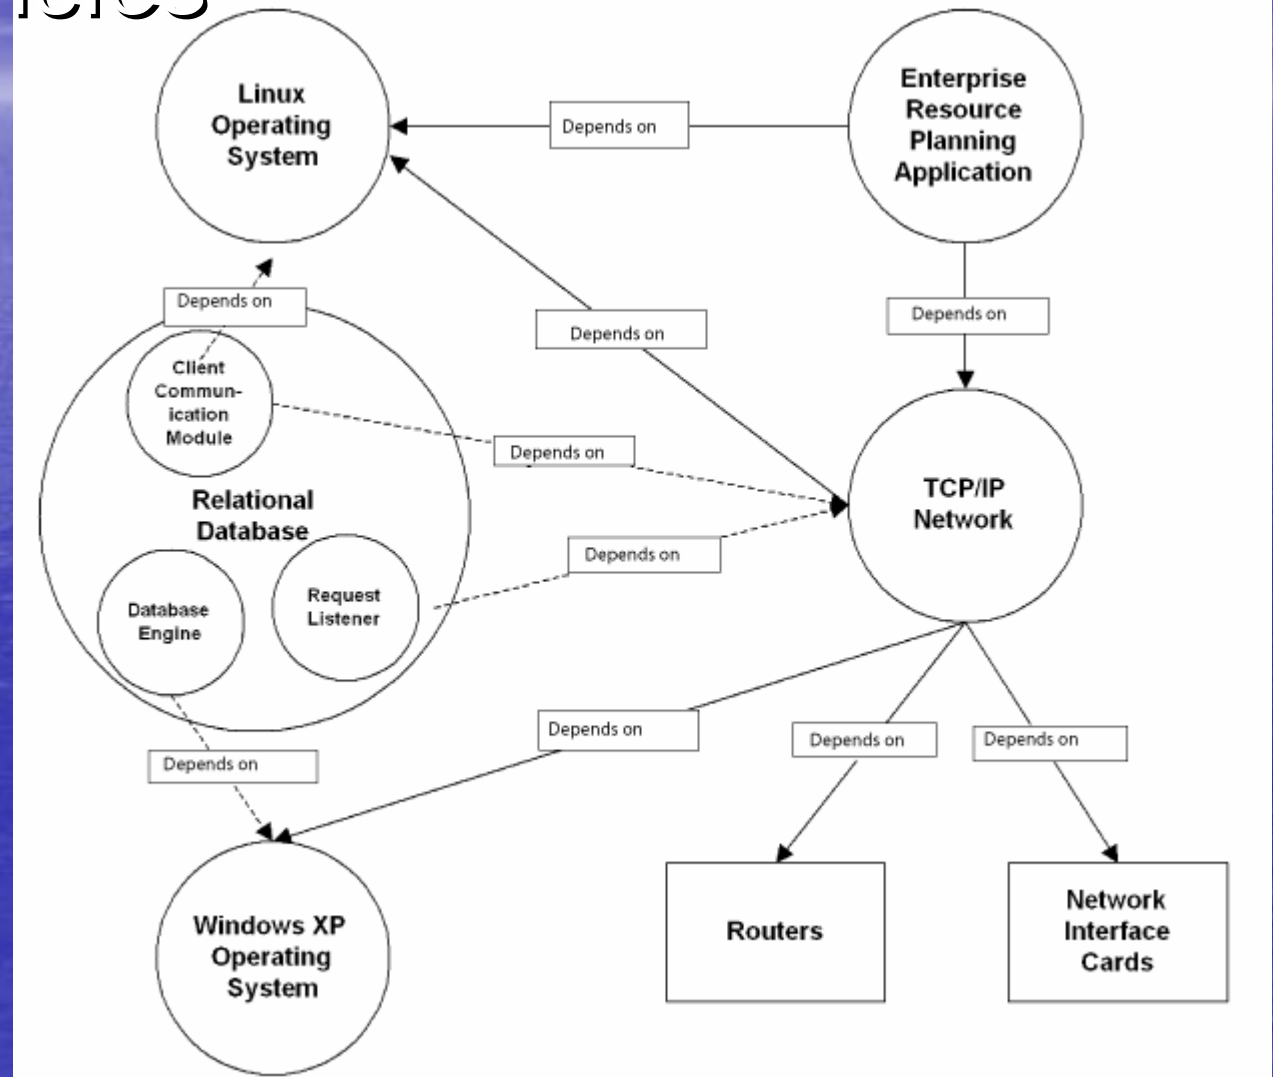 Linux
Operating
System
Depends on
Enterprise
Resource
Planning
Application
Depends on
Depends on
Depends on
Client
Commun-
ication
Module
Depends on
Relational
Database
TCP/IP
Network
Depends on
Database
Engine
Request
Listener
Depends on
Depends on
Depends on
Depends on
Windows XP
Operating
System
Routers
Network
Interface
Cards